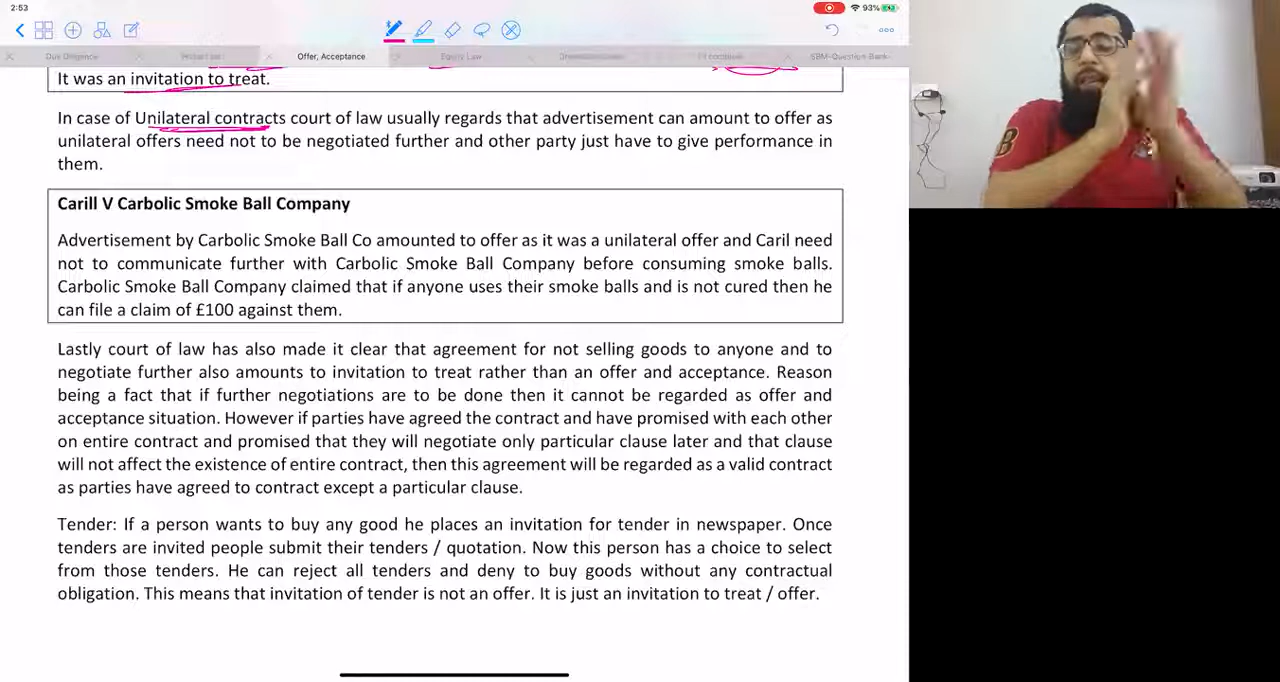 2:53
93%
Due Diligence
Offer, Acceptance
Equity Law
SBM-Question Bank-
It was an invitation to treat.
In case of Unilateral contracts court of law usually regards that advertisement can amount to offer as
unilateral offers need not to be negotiated further and other party just have to give performance in
them.
Carill V Carbolic Smoke Ball Company
Advertisement by Carbolic Smoke Ball Co amounted to offer as it was a unilateral offer and Caril need
not to communicate further with Carbolic Smoke Ball Company before consuming smoke balls.
Carbolic Smoke Ball Company claimed that if anyone uses their smoke balls and is not cured then he
can file a claim of £100 against them.
Lastly court of law has also made it clear that agreement for not selling goods to anyone and to
negotiate further also amounts to invitation to treat rather than an offer and acceptance. Reason
being a fact that if further negotiations are to be done then it cannot be regarded as offer and
acceptance situation. However if parties have agreed the contract and have promised with each other
on entire contract and promised that they will negotiate only particular clause later and that clause
will not affect the existence of entire contract, then this agreement will be regarded as a valid contract
as parties have agreed to contract except a particular clause.
Tender: If a person wants to buy any good he places an invitation for tender in newspaper. Once
tenders are invited people submit their tenders / quotation. Now this person has a choice to select
from those tenders. He can reject all tenders and deny to buy goods without any contractual
obligation. This means that invitation of tender is not an offer. It is just an invitation to treat / offer.